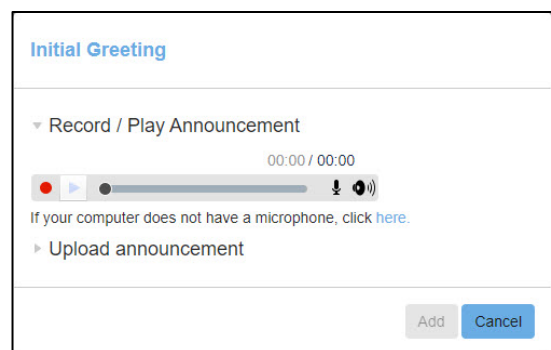 Initial Greeting
Record / Play Announcement
00:00 / 00:00
If your computer does not have a microphone, click here.
Upload announcement
Add Cancel